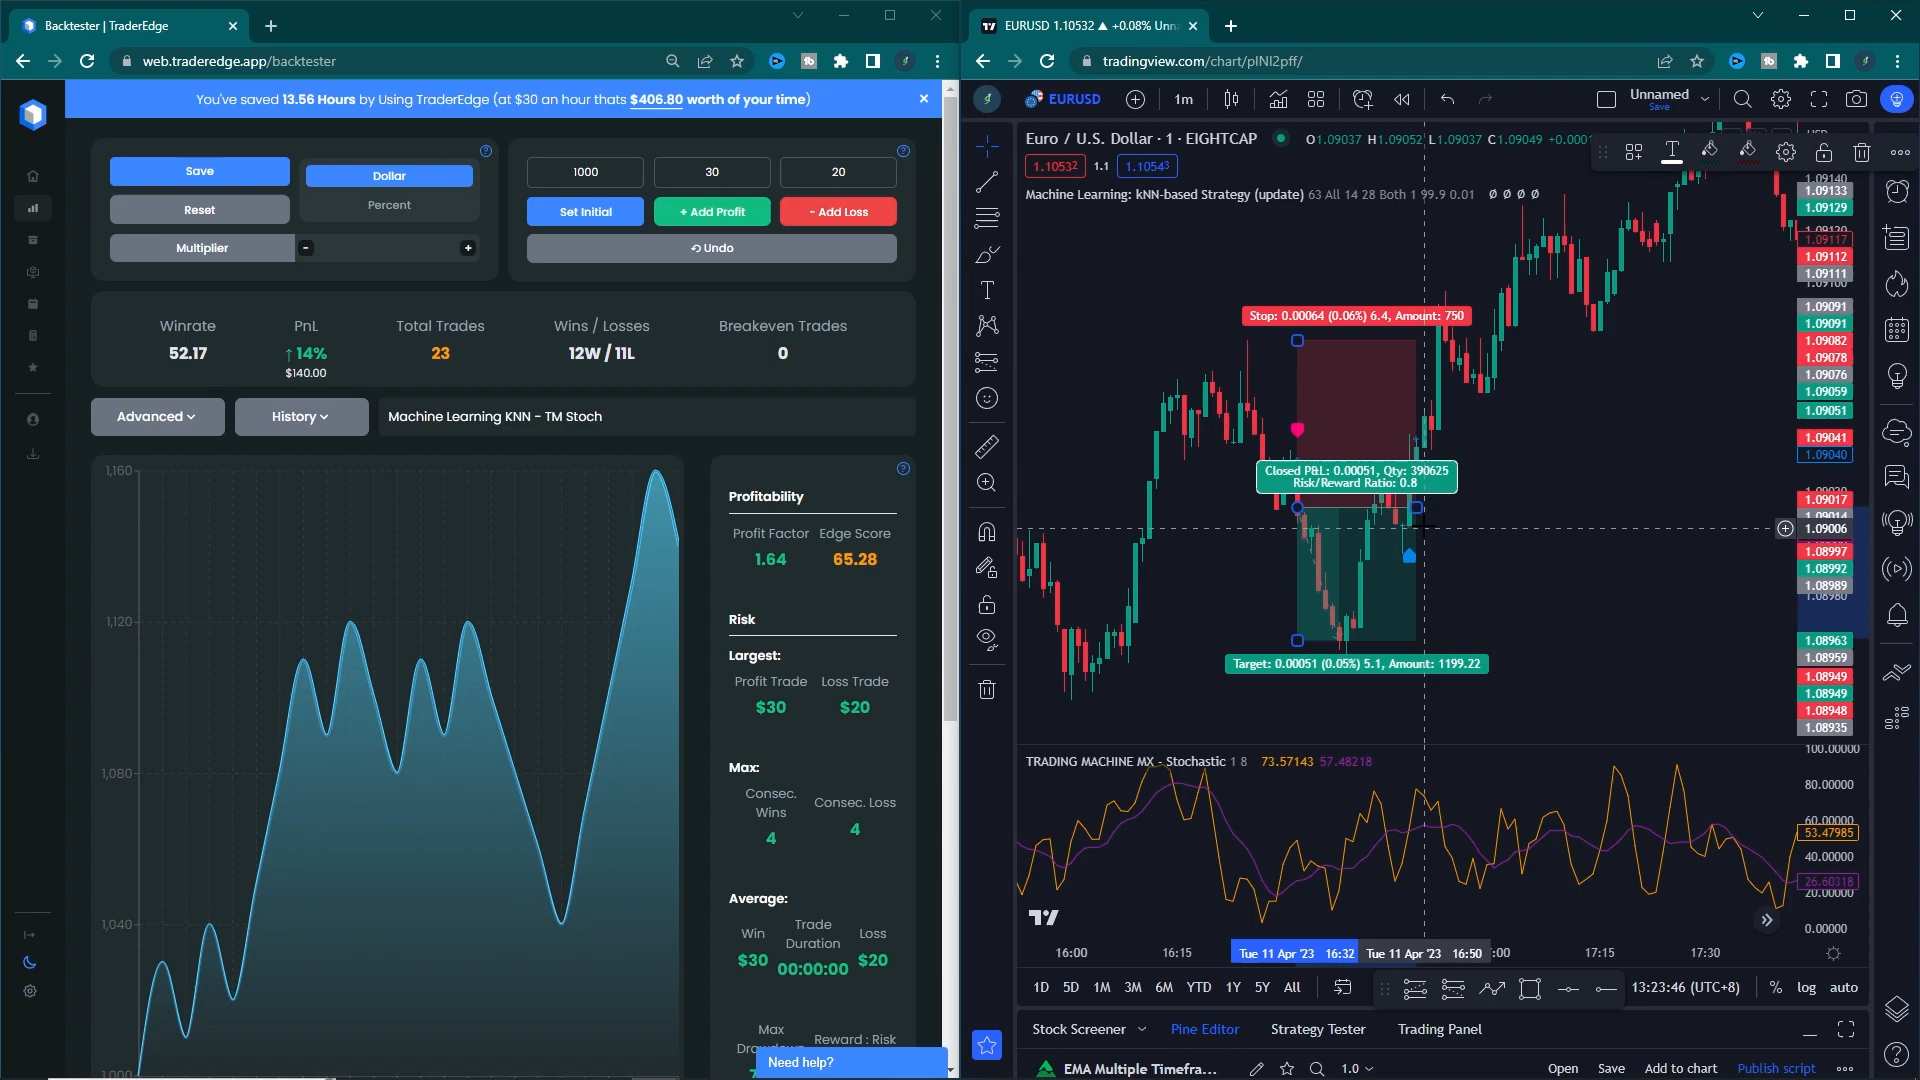 Backtester | TraderEdge
web.traderedge.app/backtester
You've saved 13.56 Hours by Using TraderEdge (at $30 an hour thats $406.80 worth of your time)
Save
Reset
Multiplier
-
+
Dollar
Percent
1000
30
20
Set Initial
+ Add Profit
- Add Loss
Undo
Winrate
52.17
PnL
↑14%
$140.00
Total Trades
23
Wins / Losses
12W / 11L
Breakeven Trades
0
Advanced
History
Machine Learning KNN - TM Stoch
1,160
1,120
1,080
1,040
1,000
Profitability
Profit Factor
Edge Score
1.64
65.28
Risk
Largest:
Profit Trade
Loss Trade
$30
$20
Max:
Consec. Wins
Consec. Loss
4
4
Average:
Win
Trade Duration
Loss
$30
00:00:00
$20
Max
Reward : Risk
Need help?
EURUSD 1.10532 ▲ +0.08% Unn
tradingview.com/chart/plNI2pff/
EURUSD
1m
Unnamed
Save
Euro / U.S. Dollar · 1 · EIGHTCAP
O1.09037 H1.09052 L1.09037 C1.09049
1.10532
1.1
1.10543
Machine Learning: kNN-based Strategy (update) 63 All 14 28 Both 1 99.9 0.01 Ø Ø Ø Ø
Stop: 0.00064 (0.06%) 6.4, Amount: 750
Closed P&L: 0.00051, Qty: 390625
Risk/Reward Ratio: 0.8
Target: 0.00051 (0.05%) 5.1, Amount: 1199.22
1.09140
1.09133
1.09129
1.09117
1.09112
1.09111
1.09100
1.09091
1.09091
1.09082
1.09078
1.09076
1.09059
1.09051
1.09041
1.09040
1.09017
1.09014
1.09006
1.08997
1.08992
1.08989
1.08980
1.08963
1.08959
1.08949
1.08949
1.08948
1.08935
TRADING MACHINE MX - Stochastic 1 8 73.57143 57.48218
100.00000
80.00000
60.00000
53.47985
40.00000
26.60318
20.00000
0.00000
16:00
16:15
Tue 11 Apr '23 16:32
Tue 11 Apr '23 16:50
:00
17:15
17:30
1D 5D 1M 3M 6M YTD 1Y 5Y All
13:23:46 (UTC+8)
%
log
auto
Stock Screener
Pine Editor
Strategy Tester
Trading Panel
EMA Multiple Timefra...
1.0
Open
Save
Add to chart
Publish script